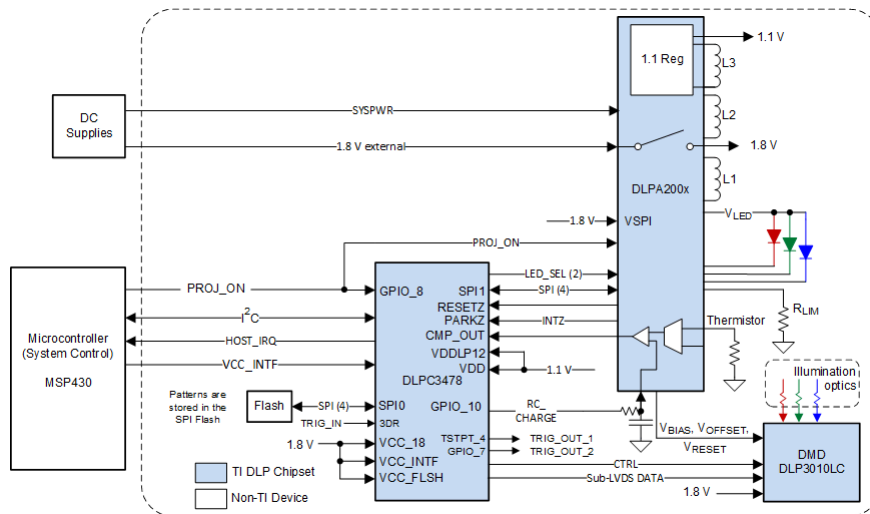 1.1 V
1.1 Reg
L3
DC
Supplies
SYSPWR
L2
1.8 V external
1.8 V
DLPA200x
L1
1.8 V
VSPI
VLED
PROJ_ON
PROJ_ON
GPIO_8
LED_SEL (2)
SPI1
SPI (4)
I2C
RESETZ
RLIM
Microcontroller
(System Control)
MSP430
HOST_IRQ
PARKZ
INTZ
CMP_OUT
Thermistor
VCC_INTF
VDDLP12
VDD
1.1 V
DLPC3478
Illumination
optics
Patterns are
stored in the
SPI Flash
Flash
SPI (4)
SPI0
GPIO_10
RC_
CHARGE
TRIG_IN
3DR
VBIAS, VOFFSET,
VRESET
1.8 V
VCC_18
TSTPT_4
TRIG_OUT_1
GPIO_7
TRIG_OUT_2
DMD
DLP3010LC
VCC_INTF
CTRL
VCC_FLSH
Sub-LVDS DATA
1.8 V
TI DLP Chipset
Non-TI Device